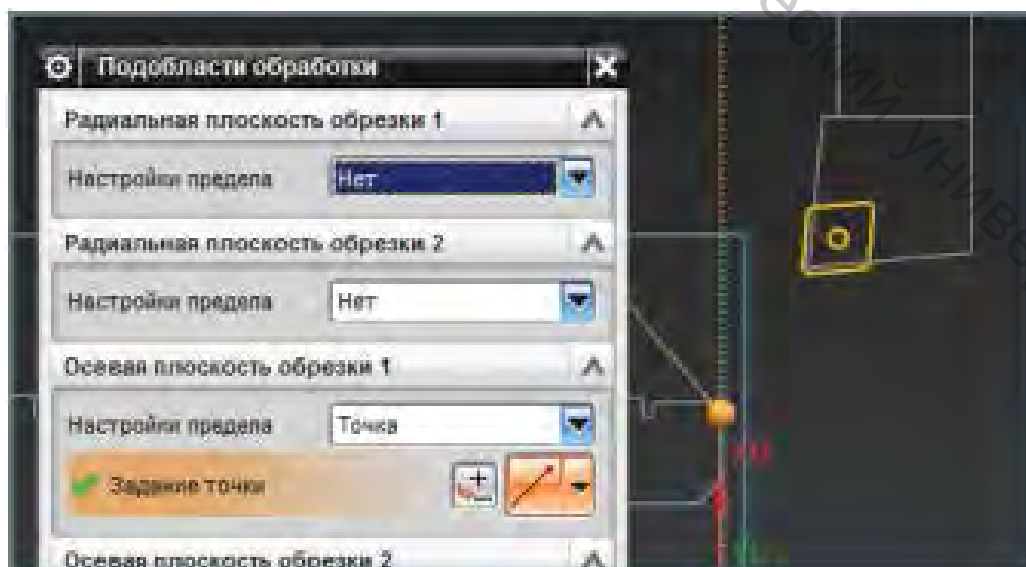 Подобласти обработки
Радиальная плоскость обрезки 1
Настройки предела Нет
Радиальная плоскость обрезки 2
Настройки предела Нет
Осевая плоскость обрезки 1
Настройки предела Точка
Задание точки
Осевая плоскость обрезки 2